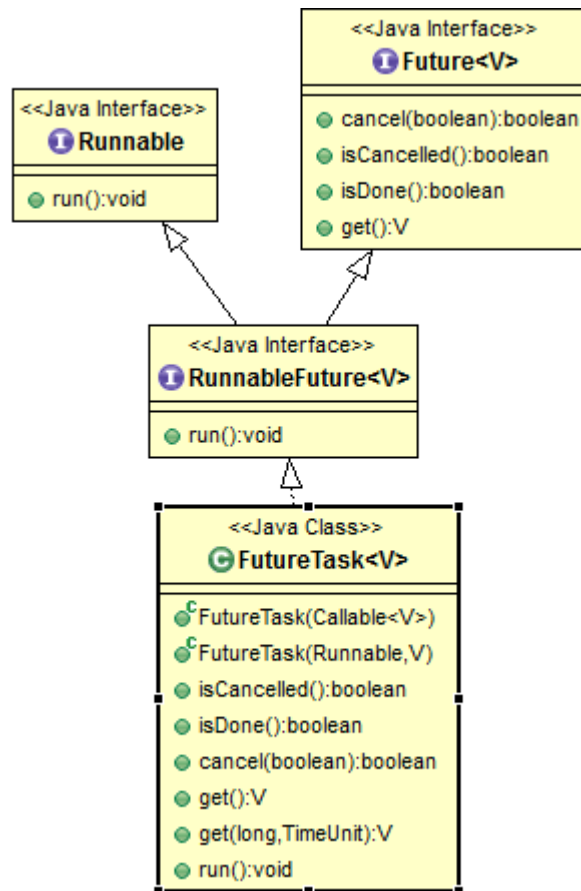 <<Java Interface>>
I Future<V>
cancel(boolean):boolean
isCancelled():boolean
isDone():boolean
get():V
<<Java Interface>>
I Runnable
run():void
<<Java Interface>>
I RunnableFuture<V>
run():void
<<Java Class>>
C FutureTask<V>
C FutureTask(Callable<V>)
C FutureTask(Runnable,V)
isCancelled():boolean
isDone():boolean
cancel(boolean):boolean
get():V
get(long,TimeUnit):V
run():void